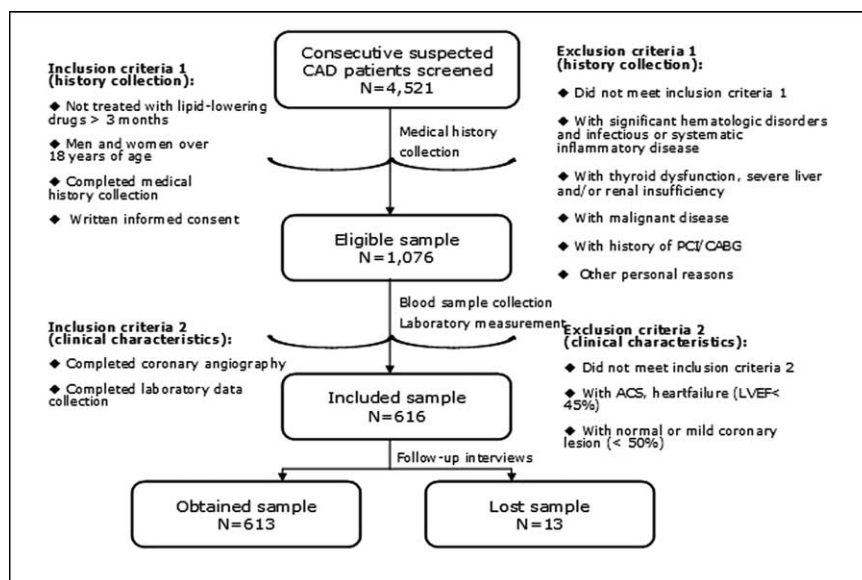 Consecutive suspected
CAD patients screened
N=4,521
Inclusion criteria 1
(history collection):
◆ Not treated with lipid-lowering
drugs > 3 months
◆ Men and women over
18 years of age
◆ Completed medical
history collection
◆ Written informed consent
Medical history
collection
Exclusion criteria 1
(history collection):
◆ Did not meet inclusion criteria 1
◆ With significant hematologic disorders
and infectious or systematic
inflammatory disease
◆ With thyroid dysfunction, severe liver
and/or renal insufficiency
◆ With malignant disease
◆ With history of PCI/CABG
◆ Other personal reasons
Eligible sample
N=1,076
Blood sample collection
Laboratory measurement
Inclusion criteria 2
(clinical characteristics):
◆ Completed coronary angiography
◆ Completed laboratory data
collection
Exclusion criteria 2
(clinical characteristics):
◆ Did not meet inclusion criteria 2
◆ With ACS, heartfailure (LVEF<
45%)
◆ With normal or mild coronary
lesion (< 50%)
Included sample
N=616
Follow-up interviews
Obtained sample
N=613
Lost sample
N=13